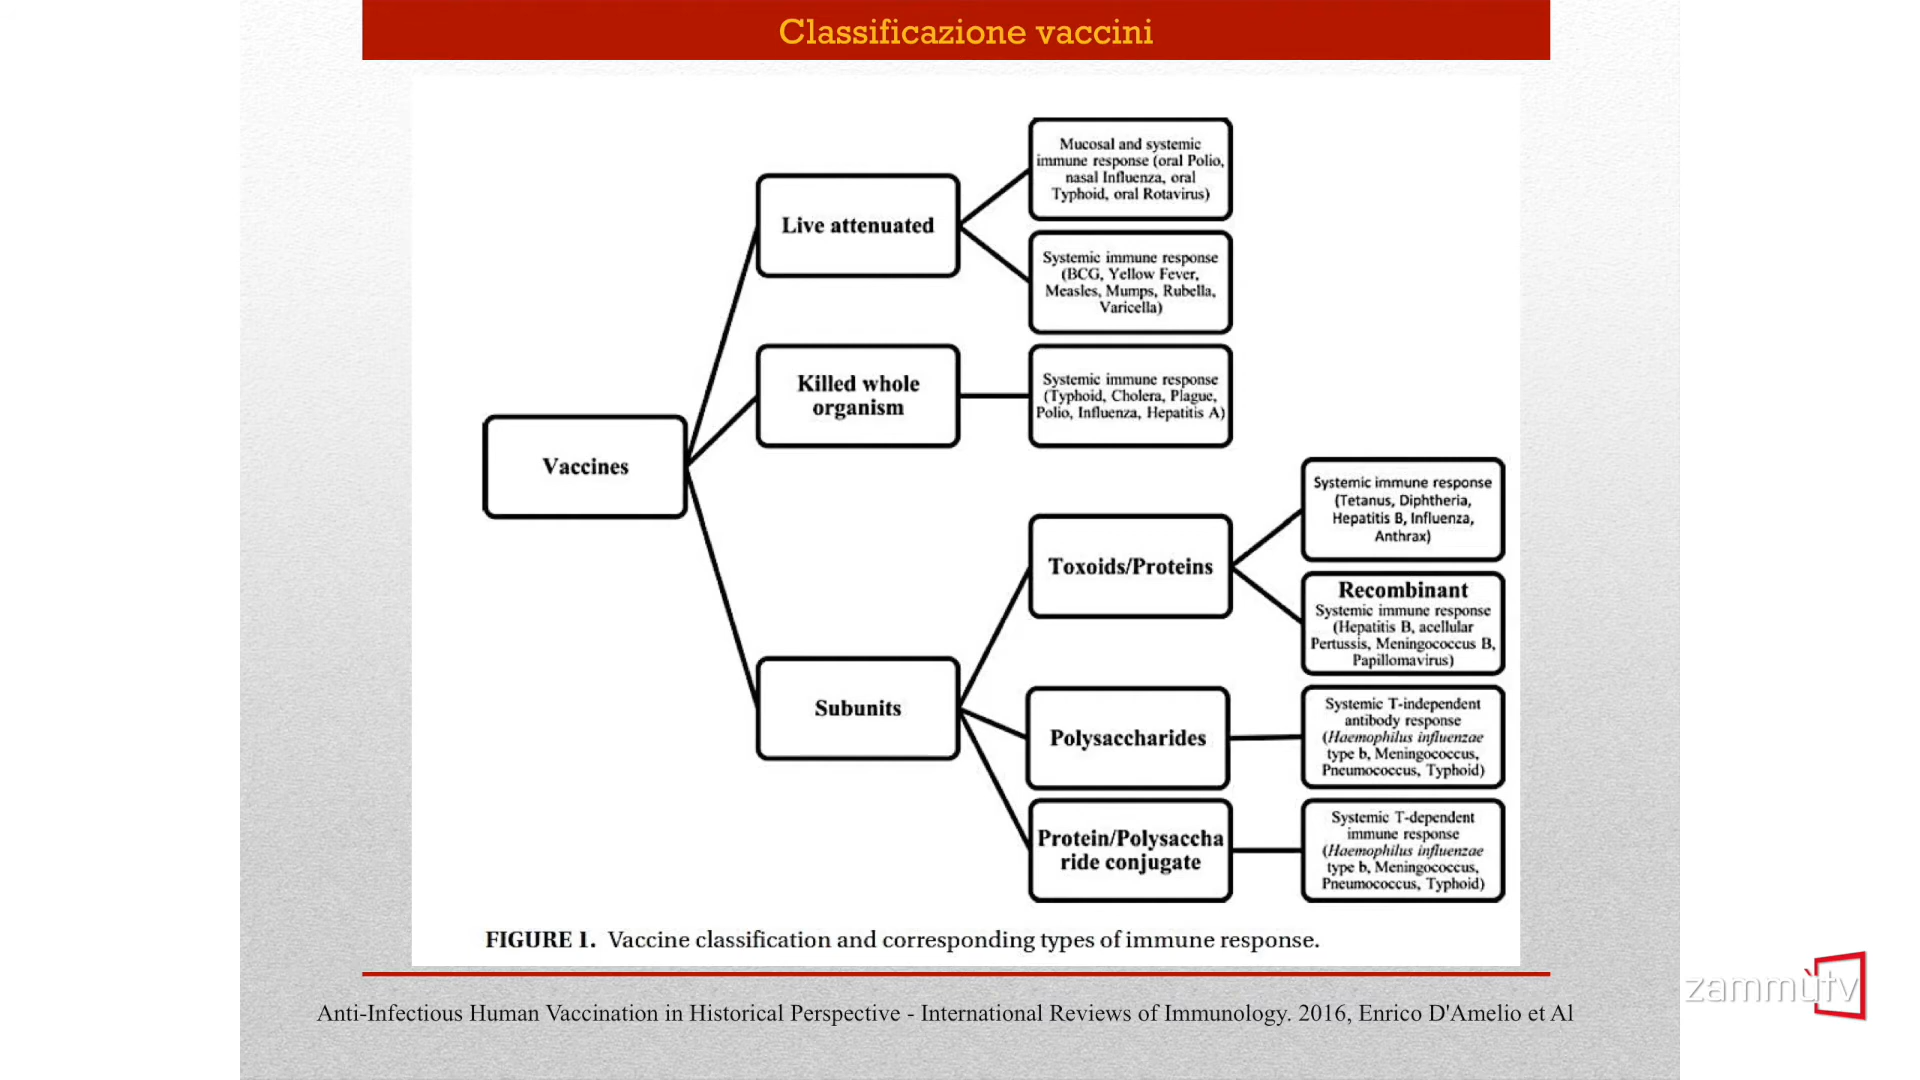 Classificazione vaccini
Mucosal and systemic
immune response (oral Polio,
nasal Influenza, oral
Typhoid, oral Rotavirus)
Live attenuated
Systemic immune response
(BCG, Yellow Fever,
Measles, Mumps, Rubella,
Varicella)
Killed whole
organism
Systemic immune response
(Typhoid, Cholera, Plague,
Polio, Influenza, Hepatitis A)
Vaccines
Systemic immune response
(Tetanus, Diphtheria,
Hepatitis B, Influenza,
Anthrax)
Toxoids/Proteins
Recombinant
Systemic immune response
(Hepatitis B, acellular
Pertussis, Meningococcus B,
Papillomavirus)
Subunits
Polysaccharides
Systemic T-independent
antibody response
(Haemophilus influenzae
type b, Meningococcus,
Pneumococcus, Typhoid)
Protein/Polysaccha
ride conjugate
Systemic T-dependent
immune response
(Haemophilus influenzae
type b, Meningococcus,
Pneumococcus, Typhoid)
FIGURE 1. Vaccine classification and corresponding types of immune response.
Anti-Infectious Human Vaccination in Historical Perspective - International Reviews of Immunology. 2016, Enrico D'Amelio et Al
zammùtv